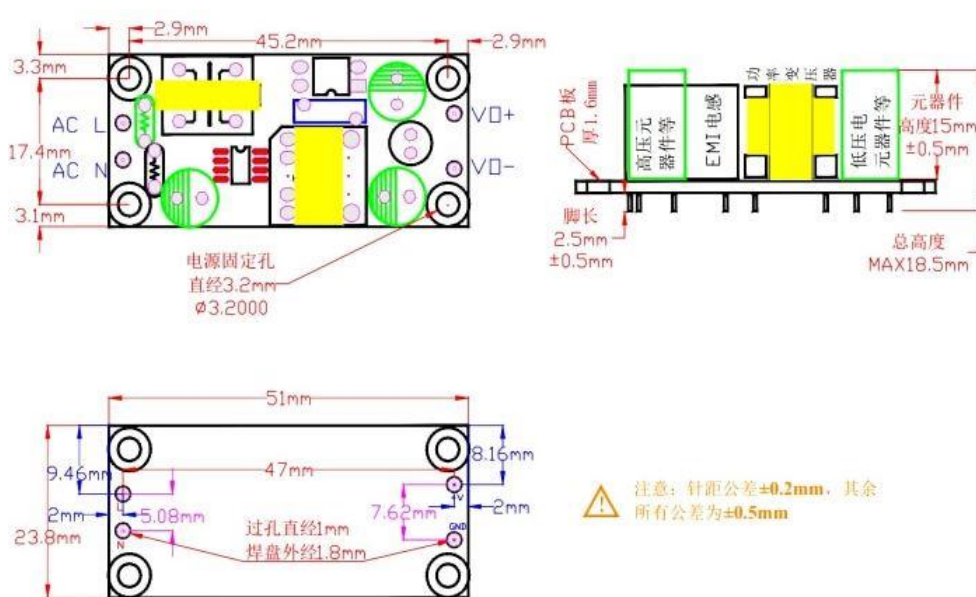 2.9mm
45.2mm
2.9mm
3.3mm
AC L
17.4mm
AC N
3.1mm
VO+
VO-
电源固定孔
直径3.2mm
Ø3.2000
PCB板
厚1.6mm
高压元
器件等
EMI电感
功率变压器
低压电
元器件等
元器件
高度15mm
±0.5mm
脚长
2.5mm
±0.5mm
总高度
MAX18.5mm
51mm
9.46mm
47mm
8.16mm
L
V
2mm
5.08mm
7.62mm
2mm
过孔直径1mm
焊盘外经1.8mm
GND
N
23.8mm
注意：针距公差±0.2mm，其余
所有公差为±0.5mm